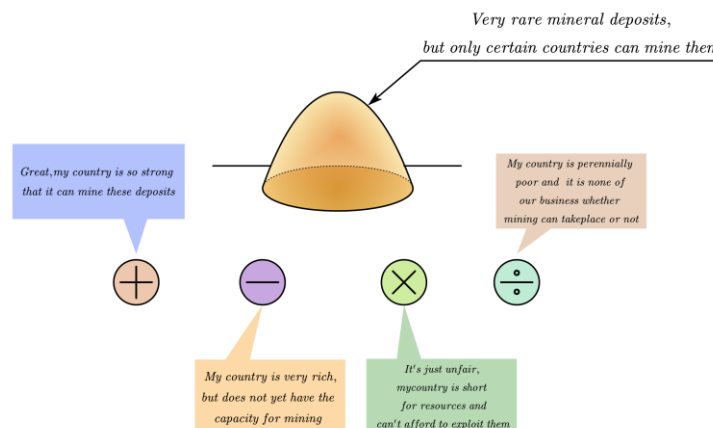 Very rare mineral deposits,
but only certain countries can mine them
Great,my country is so strong
that it can mine these deposits
My country is perennially
poor and it is none of
our business whether
mining can takeplace or not
My country is very rich,
but does not yet have the
capacity for mining
It's just unfair,
mycountry is short
for resources and
can't afford to exploit them